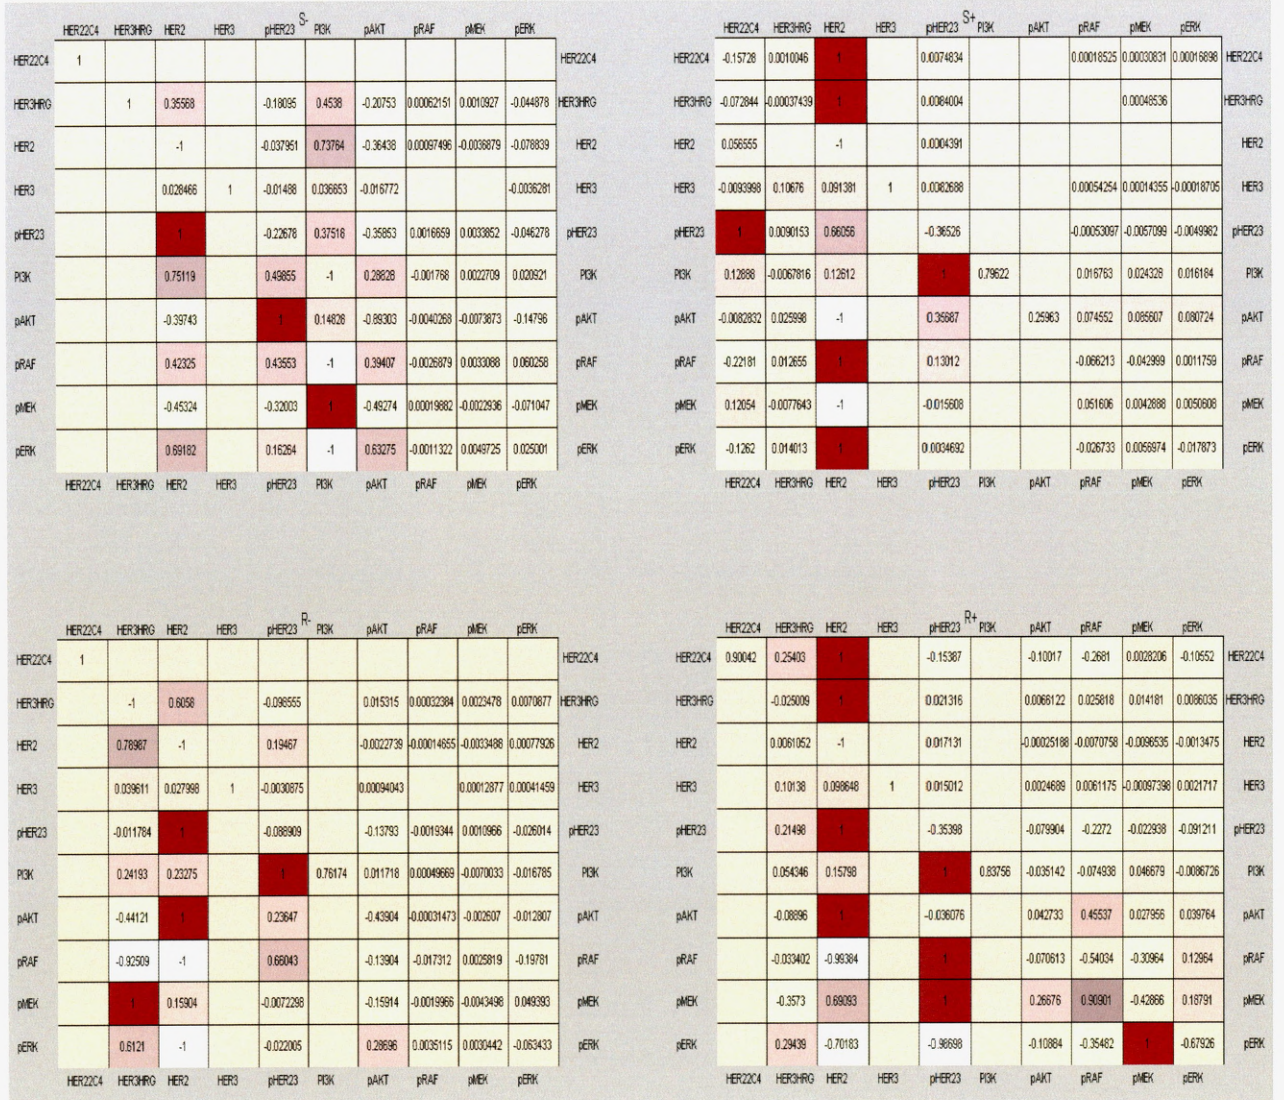 S-
HER22C4 HER3HRG HER2 HER3 pHER23 PI3K pAKT pRAF pMEK pERK
HER22C4 1 HER22C4
HER3HRG 1 0.35568 -0.18095 0.4538 -0.20753 0.00062151 0.0010927 -0.044878 HER3HRG
HER2 -1 -0.037951 0.73764 -0.36438 0.00097496 -0.0036879 -0.078839 HER2
HER3 0.028466 1 -0.01488 0.036653 -0.016772 -0.0036281 HER3
pHER23 1 -0.22678 0.37518 -0.35853 0.0016659 0.0033852 -0.046278 pHER23
PI3K 0.75119 0.49855 -1 0.28828 -0.001768 0.0022709 0.020921 PI3K
pAKT -0.39743 1 0.14828 -0.89303 -0.0040268 -0.0073873 -0.14796 pAKT
pRAF 0.42325 0.43553 -1 0.39407 -0.0026879 0.0033088 0.060258 pRAF
pMEK -0.45324 -0.32003 1 -0.49274 0.00019882 -0.0022936 -0.071047 pMEK
pERK 0.69182 0.16264 -1 0.63275 -0.0011322 0.0049725 0.025001 pERK
HER22C4 HER3HRG HER2 HER3 pHER23 PI3K pAKT pRAF pMEK pERK
S+
HER22C4 HER3HRG HER2 HER3 pHER23 PI3K pAKT pRAF pMEK pERK
HER22C4 -0.15728 0.0010046 1 0.0074834 0.00018525 0.00030831 0.00016898 HER22C4
HER3HRG -0.072844 -0.00037439 1 0.0084004 0.00048536 HER3HRG
HER2 0.056555 -1 0.0004391 HER2
HER3 -0.0093998 0.10676 0.091381 1 0.0082688 0.00054254 0.00014355 -0.00018705 HER3
pHER23 1 0.0090153 0.66056 -0.36526 -0.00053097 -0.0057099 -0.0049982 pHER23
PI3K 0.12888 -0.0067816 0.12612 1 0.79622 0.016763 0.024328 0.016184 PI3K
pAKT -0.0082832 0.025998 -1 0.35687 0.25963 0.074552 0.085607 0.080724 pAKT
pRAF -0.22181 0.012655 1 0.13012 -0.066213 -0.042999 0.0011759 pRAF
pMEK 0.12054 -0.0077643 -1 -0.015608 0.051606 0.0042888 0.0050608 pMEK
pERK -0.1262 0.014013 1 0.0034692 -0.026733 0.0056974 -0.017873 pERK
HER22C4 HER3HRG HER2 HER3 pHER23 PI3K pAKT pRAF pMEK pERK
R-
HER22C4 HER3HRG HER2 HER3 pHER23 PI3K pAKT pRAF pMEK pERK
HER22C4 1 HER22C4
HER3HRG -1 0.6058 -0.098555 0.015315 0.00032384 0.0023478 0.0070877 HER3HRG
HER2 0.78987 -1 0.19467 -0.0022739 -0.00014655 -0.0033488 0.00077926 HER2
HER3 0.039611 0.027998 1 -0.0030875 0.00094043 0.00012877 0.00041459 HER3
pHER23 -0.011784 1 -0.088909 -0.13793 -0.0019344 0.0010966 -0.026014 pHER23
PI3K 0.24193 0.23275 1 0.76174 0.011718 0.00049669 -0.0070033 -0.016785 PI3K
pAKT -0.44121 1 0.23647 -0.43904 -0.00031473 -0.002607 -0.012807 pAKT
pRAF -0.92509 -1 0.66043 -0.13904 -0.017312 0.0025819 -0.19781 pRAF
pMEK 1 0.15904 -0.0072298 -0.15914 -0.0019966 -0.0043498 0.049393 pMEK
pERK 0.6121 -1 -0.022005 0.28696 0.0035115 0.0030442 -0.063433 pERK
HER22C4 HER3HRG HER2 HER3 pHER23 PI3K pAKT pRAF pMEK pERK
R+
HER22C4 HER3HRG HER2 HER3 pHER23 PI3K pAKT pRAF pMEK pERK
HER22C4 0.90042 0.25403 1 -0.15387 -0.10017 -0.2681 0.0028206 -0.10552 HER22C4
HER3HRG -0.025009 1 0.021316 0.0066122 0.025818 0.014181 0.0086035 HER3HRG
HER2 0.0061052 -1 0.017131 -0.00025188 -0.0070758 -0.0096535 -0.0013475 HER2
HER3 0.10138 0.098648 1 0.015012 0.0024689 0.0061175 -0.00097398 0.0021717 HER3
pHER23 0.21498 1 -0.35398 -0.079904 -0.2272 -0.022938 -0.091211 pHER23
PI3K 0.054346 0.15798 1 0.83756 -0.035142 -0.074938 0.046679 -0.0086726 PI3K
pAKT -0.08896 1 -0.036076 0.042733 0.45537 0.027956 0.039764 pAKT
pRAF -0.033402 -0.99384 1 -0.070613 -0.54034 -0.30964 0.12964 pRAF
pMEK -0.3573 0.69093 1 0.26676 0.90901 -0.42866 0.18791 pMEK
pERK 0.29439 -0.70183 -0.98698 -0.10884 -0.35482 1 -0.67926 pERK
HER22C4 HER3HRG HER2 HER3 pHER23 PI3K pAKT pRAF pMEK pERK